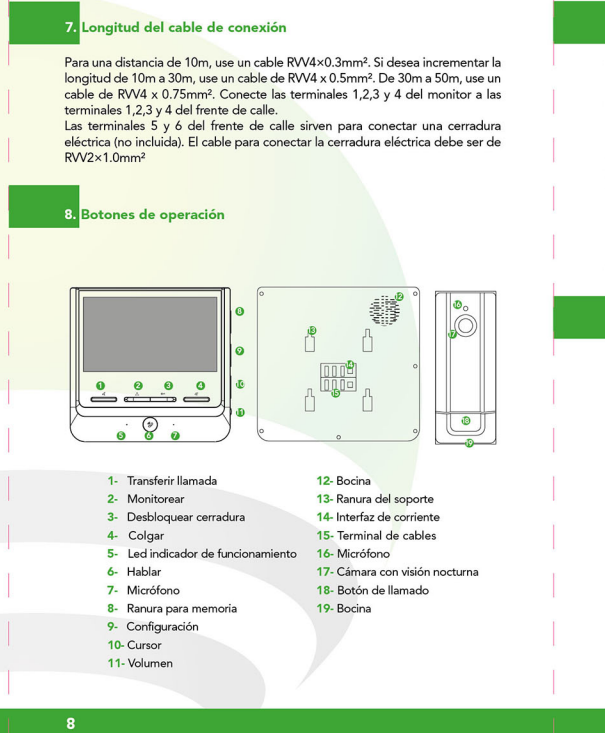 7. Longitud del cable de conexión
Para una distancia de 10m, use un cable RVV4×0.3mm². Si desea incrementar la
longitud de 10m a 30m, use un cable de RVV4 x 0.5mm². De 30m a 50m, use un
cable de RVV4 x 0.75mm². Conecte las terminales 1,2,3 y 4 del monitor a las
terminales 1,2,3 y 4 del frente de calle.
Las terminales 5 y 6 del frente de calle sirven para conectar una cerradura
eléctrica (no incluida). El cable para conectar la cerradura eléctrica debe ser de
RVV2×1.0mm²
8. Botones de operación
1
2
3
4
5
6
7
8
9
10
11
12
13
14
15
16
17
18
19
1- Transferir llamada
2- Monitorear
3- Desbloquear cerradura
4- Colgar
5- Led indicador de funcionamiento
6- Hablar
7- Micrófono
8- Ranura para memoria
9- Configuración
10- Cursor
11- Volumen
12- Bocina
13- Ranura del soporte
14- Interfaz de corriente
15- Terminal de cables
16- Micrófono
17- Cámara con visión nocturna
18- Botón de llamado
19- Bocina
8